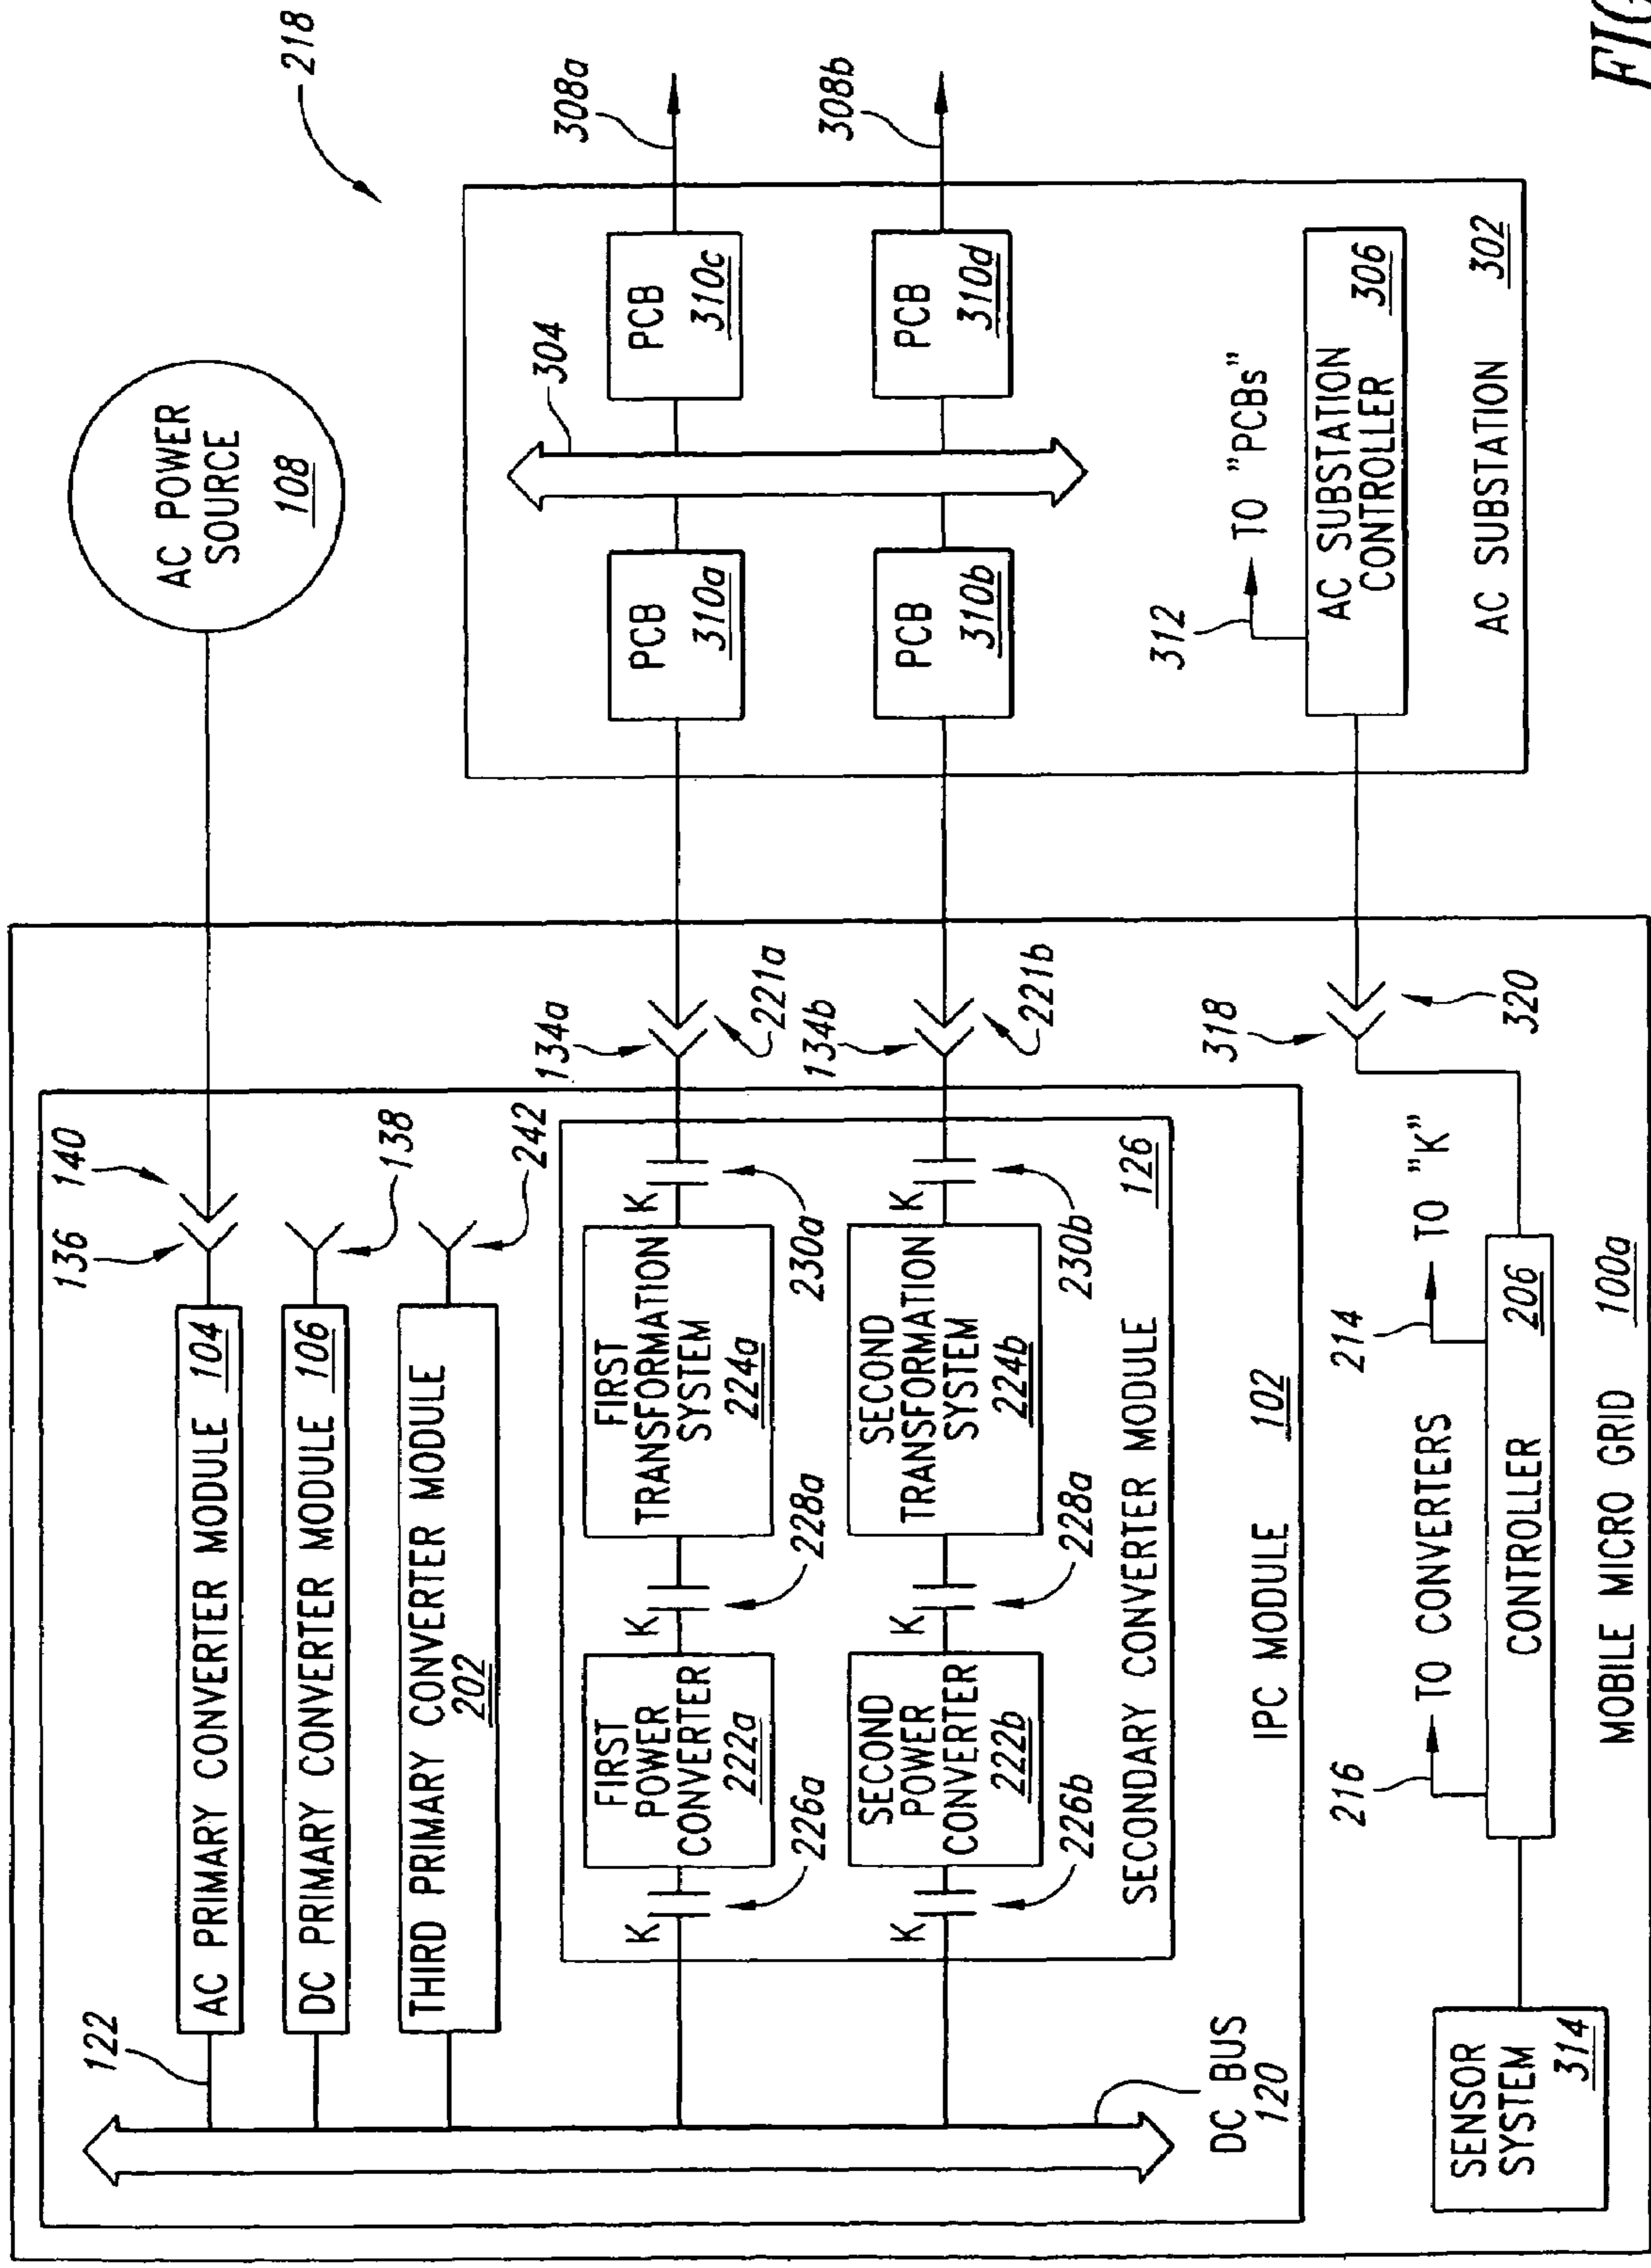 218
AC POWER
SOURCE
108
140
136
122
AC PRIMARY CONVERTER MODULE 104
138
DC PRIMARY CONVERTER MODULE 106
242
THIRD PRIMARY CONVERTER MODULE
202
K
FIRST
POWER
CONVERTER
222a
226a
K
228a
FIRST
TRANSFORMATION
SYSTEM
224a
K
230a
134a
221a
K
SECOND
POWER
CONVERTER
222b
226b
K
228a
SECOND
TRANSFORMATION
SYSTEM
224b
K
230b
134b
221b
SECONDARY CONVERTER MODULE
126
DC BUS
120
IPC MODULE 102
PCB
310a
304
PCB
310c
308a
PCB
310b
PCB
310d
308b
312
TO "PCBs"
AC SUBSTATION
CONTROLLER 306
AC SUBSTATION 302
318
320
216
TO CONVERTERS
214
TO "K"
CONTROLLER 206
SENSOR
SYSTEM
314
MOBILE MICRO GRID 100a